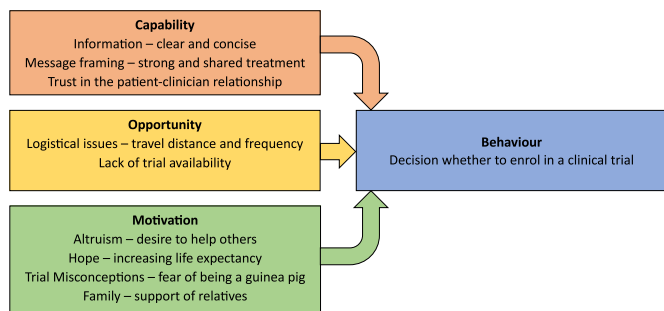 Capability
Information – clear and concise
Message framing – strong and shared treatment
Trust in the patient-clinician relationship
Opportunity
Logistical issues – travel distance and frequency
Lack of trial availability
Behaviour
Decision whether to enrol in a clinical trial
Motivation
Altruism – desire to help others
Hope – increasing life expectancy
Trial Misconceptions – fear of being a guinea pig
Family – support of relatives